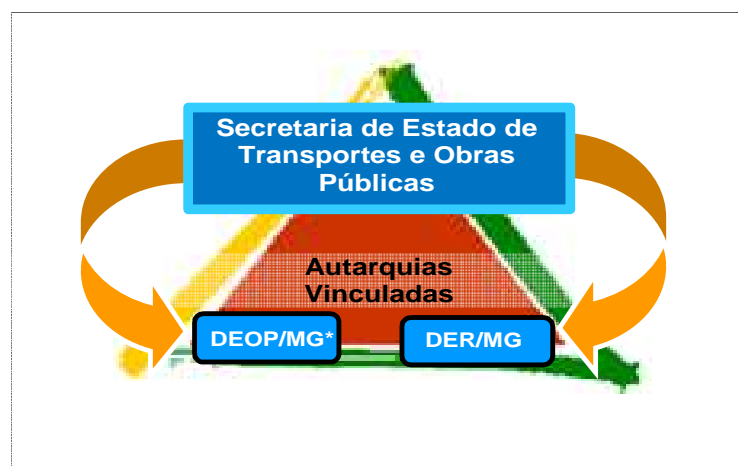 Secretaria de Estado de
Transportes e Obras
Públicas
Autarquias
Vinculadas
DEOP/MG*
DER/MG